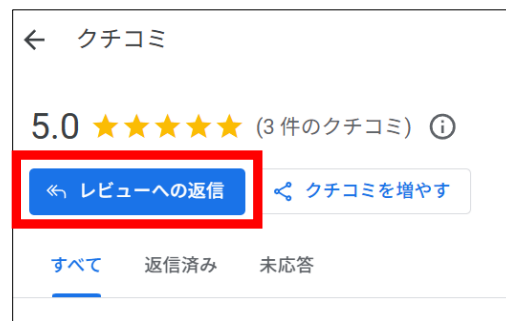 ← クチコミ
5.0 ★★★★★ (3 件のクチコミ)
レビューへの返信 クチコミを増やす
すべて 返信済み 未応答